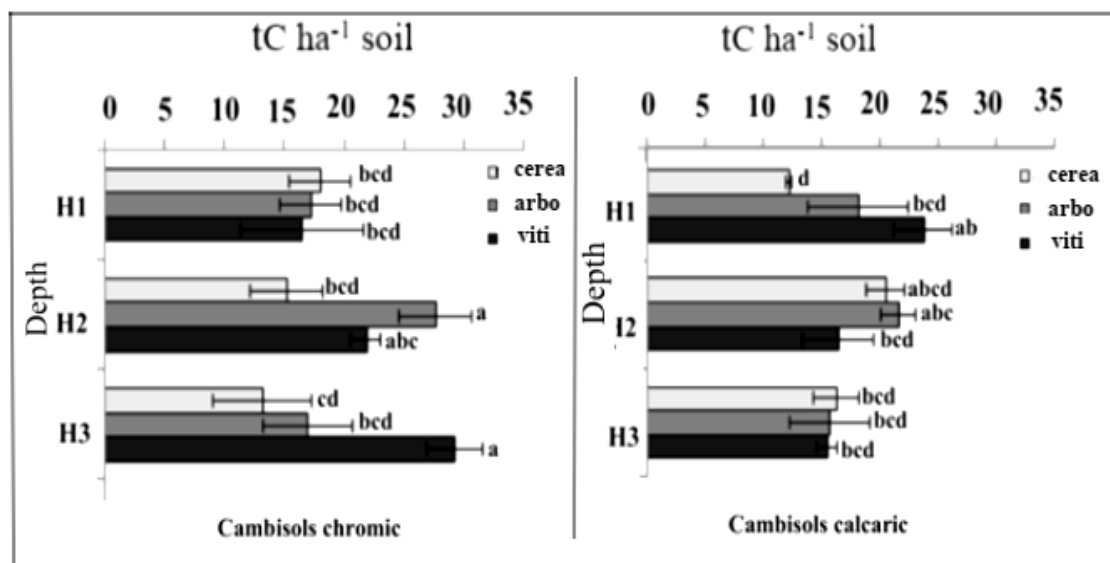 tC ha⁻¹ soil
0 5 10 15 20 25 30 35
cerea
arbo
viti
Depth
H1
bcd
bcd
bcd
H2
bcd
a
abc
H3
cd
bcd
a
Cambisols chromic
tC ha⁻¹ soil
0 5 10 15 20 25 30 35
cerea
arbo
viti
Depth
H1
d
bcd
ab
I2
abcd
abc
bcd
H3
bcd
bcd
bcd
Cambisols calcaric